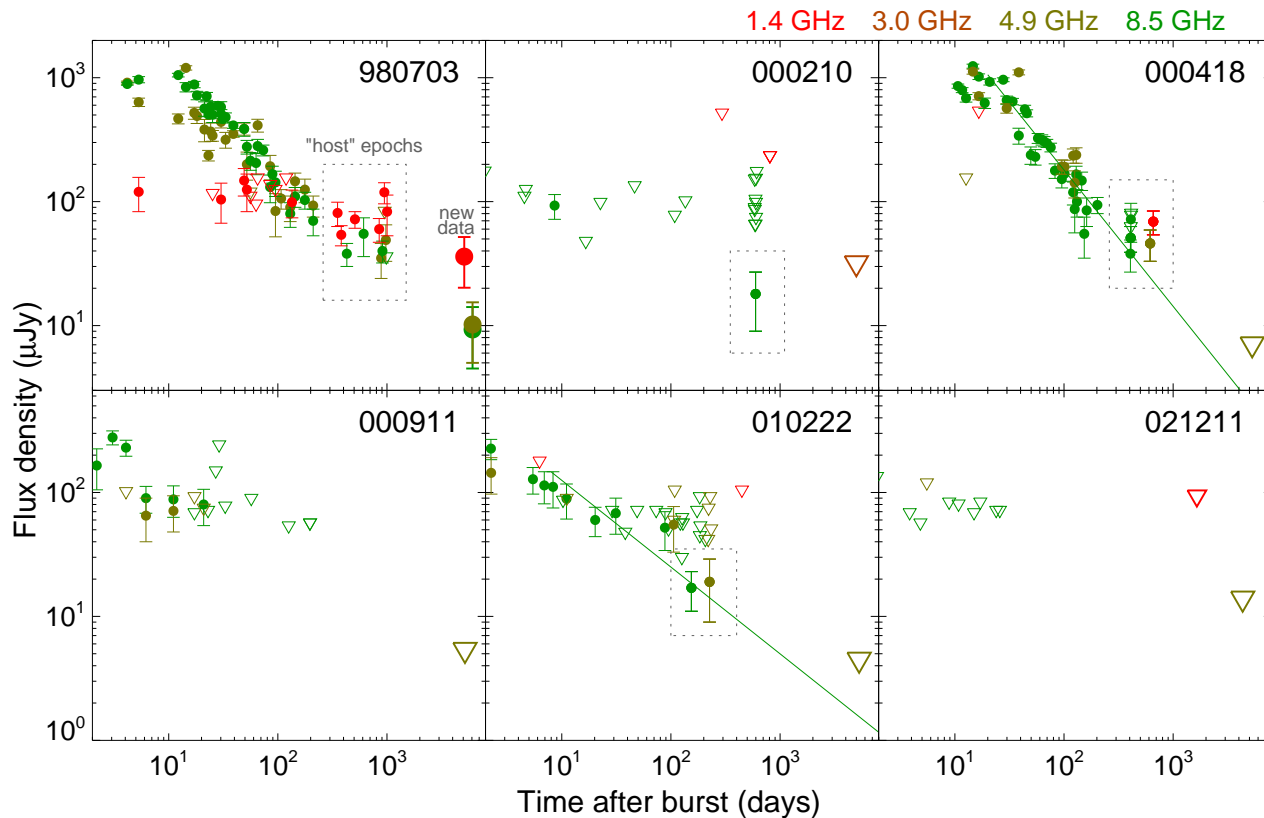 1.4 GHz 3.0 GHz 4.9 GHz 8.5 GHz
980703 000210 000418
"host" epochs
new
data
10³
10²
10¹
000911 010222 021211
10³
10²
10¹
10⁰
10¹ 10² 10³ 10¹ 10² 10³ 10¹ 10² 10³
Flux density (μJy)
Time after burst (days)